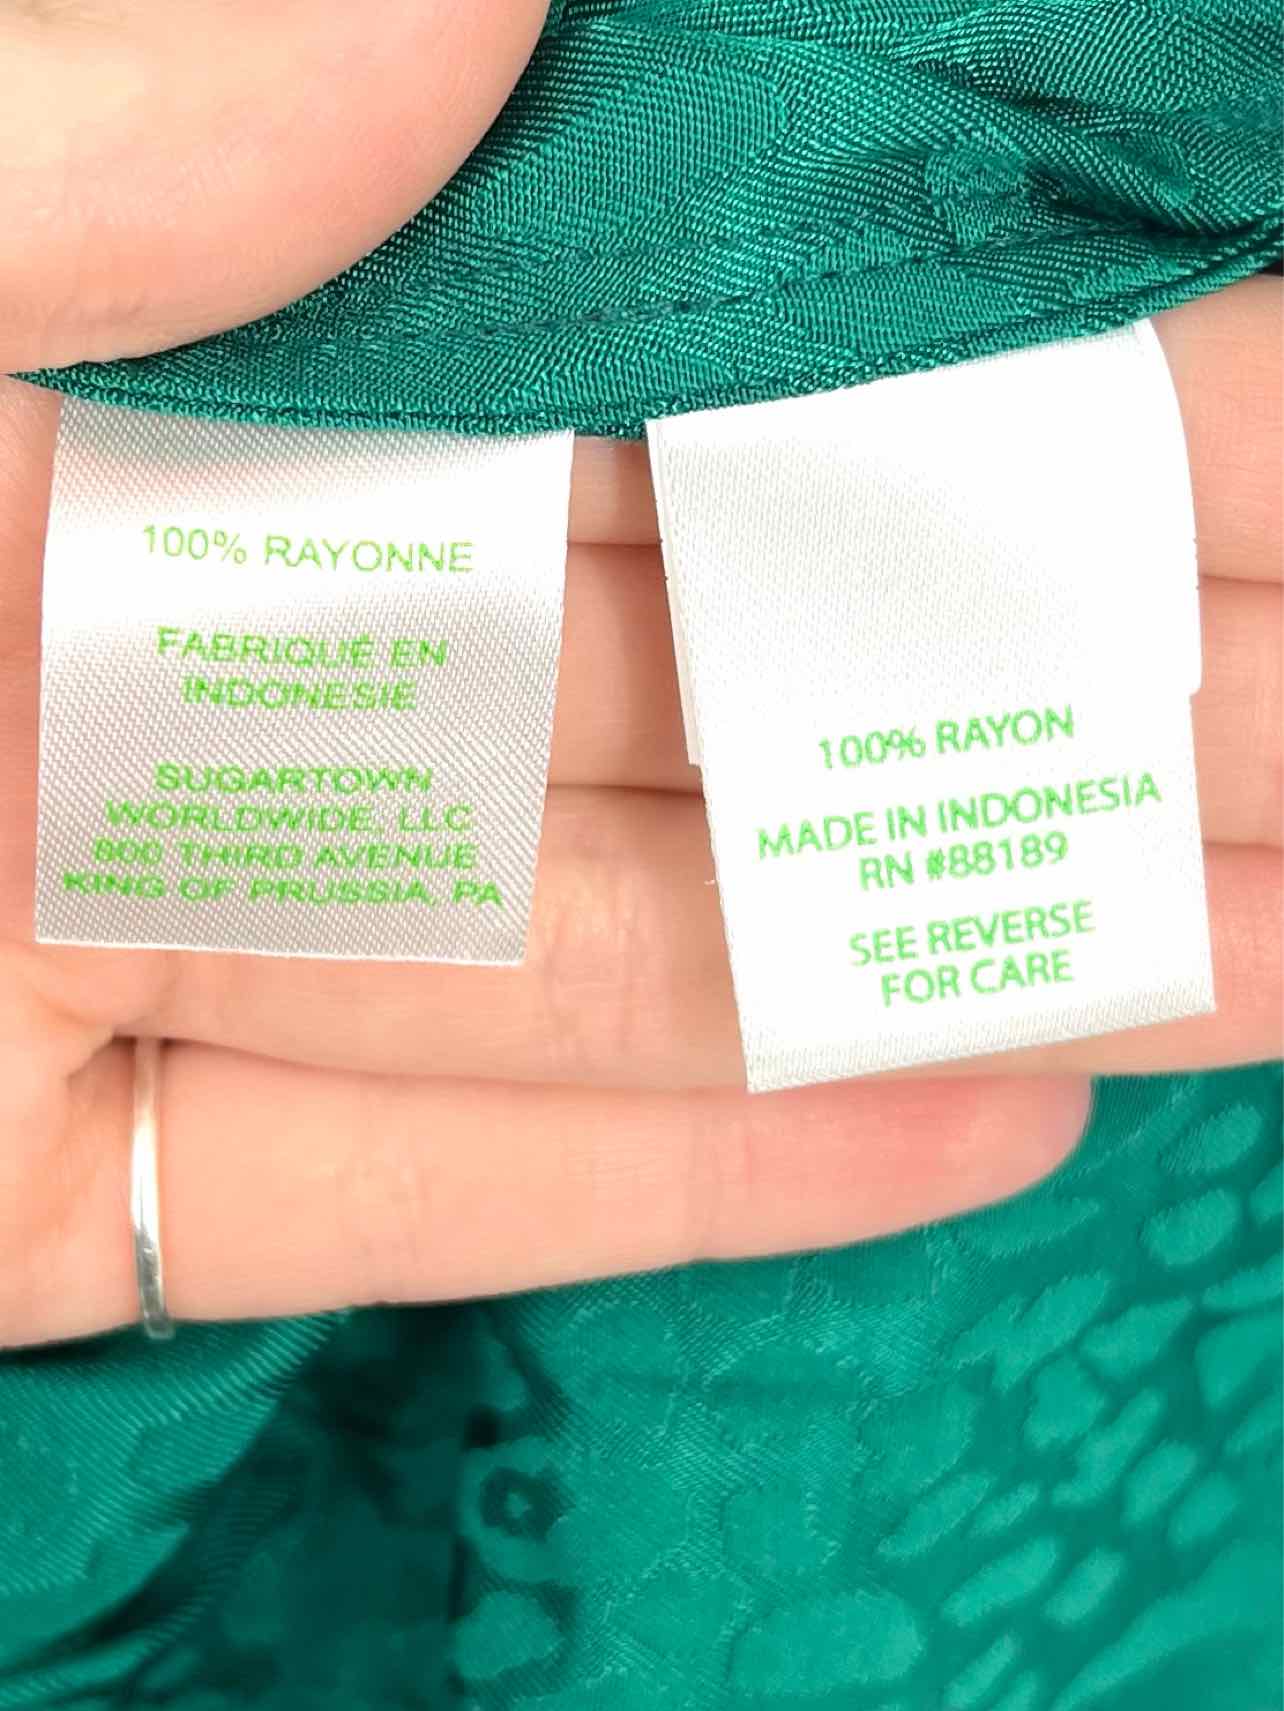 100% RAYONNE
FABRIQUÉ EN
INDONESIE
SUGARTOWN
WORLDWIDE, LLC
800 THIRD AVENUE
KING OF PRUSSIA, PA
100% RAYON
MADE IN INDONESIA
RN #88189
SEE REVERSE
FOR CARE